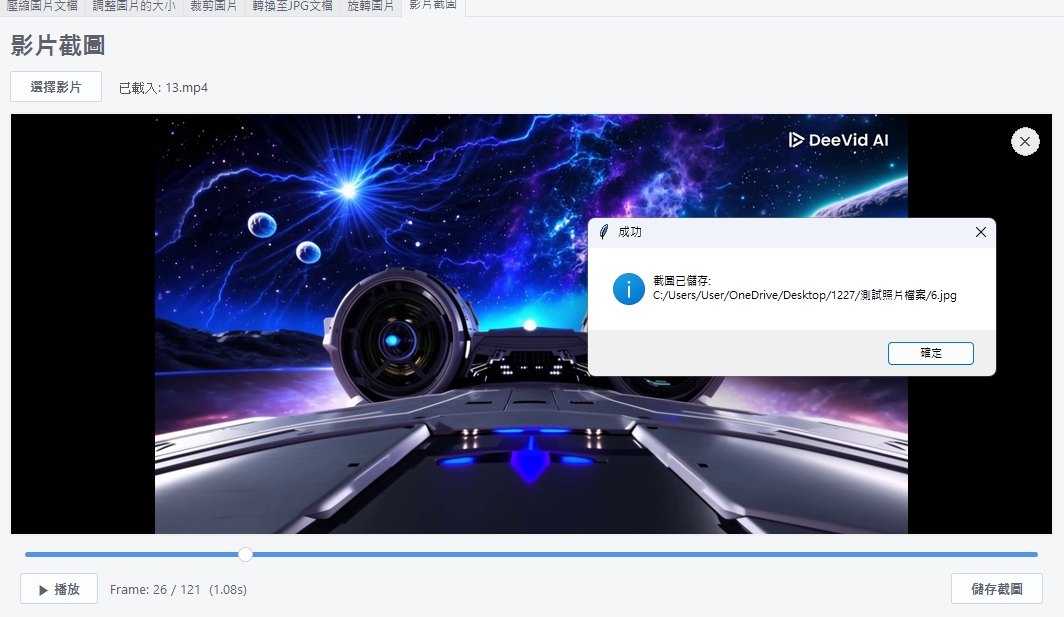 壓縮圖片文檔 調整圖片的大小 裁剪圖片 轉換至JPG文檔 旋轉圖片 影片截圖
影片截圖
選擇影片 已載入: 13.mp4
DeeVid AI
成功
截圖已儲存:
C:/Users/User/OneDrive/Desktop/1227/測試照片檔案/6.jpg
確定
播放 Frame: 26 / 121 (1.08s) 儲存截圖